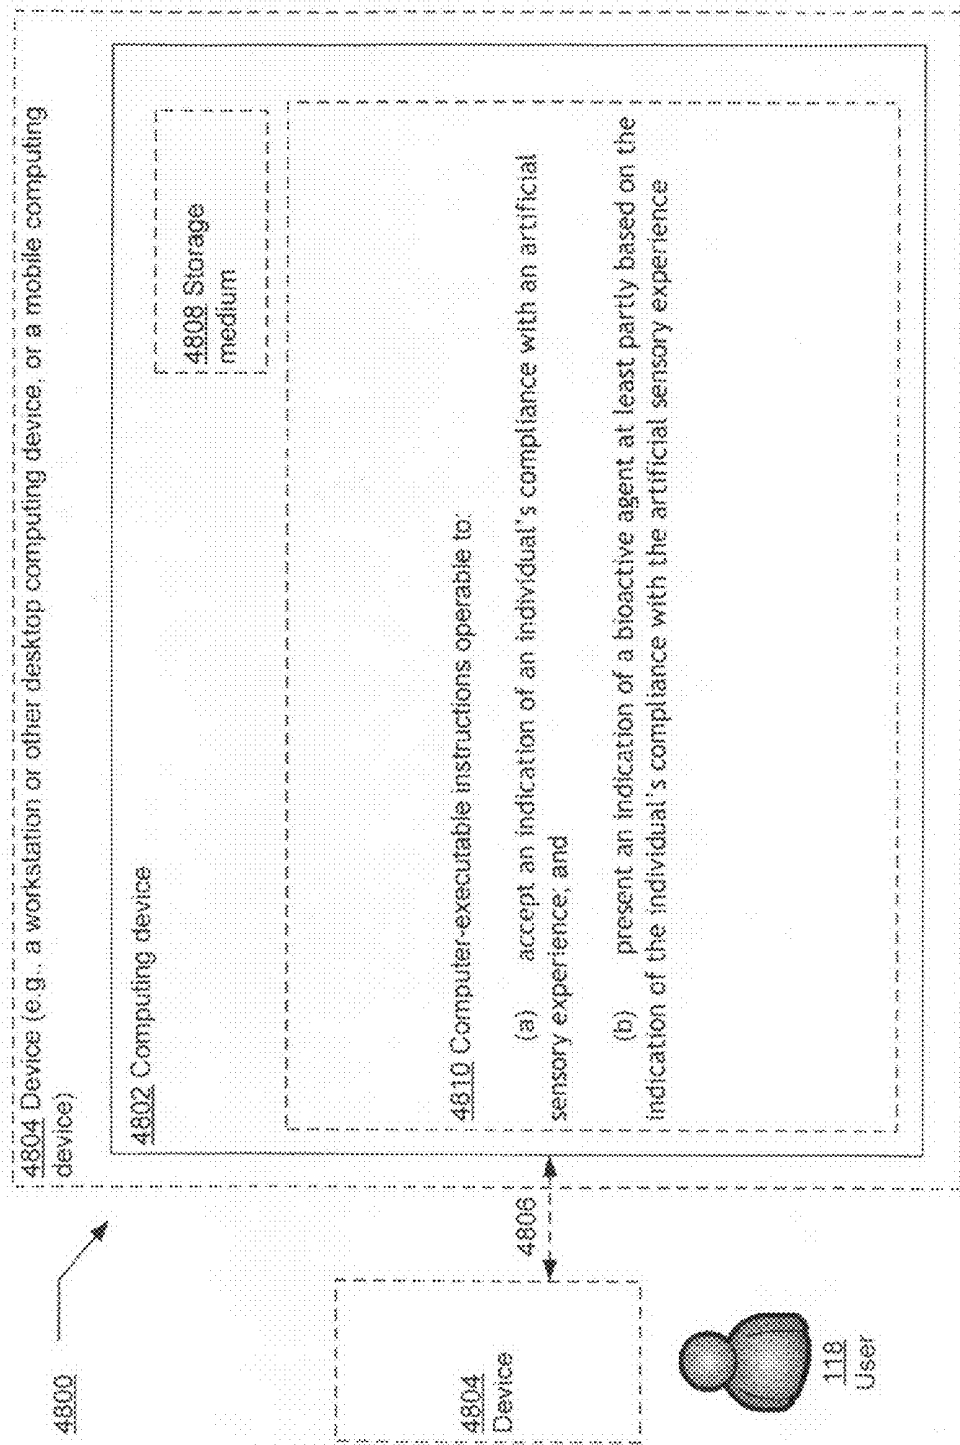 4800
4804 Device (e.g., a workstation or other desktop computing device, or a mobile computing
device)
4802 Computing device
4808 Storage
medium
4810 Computer-executable instructions operable to:
(a) accept an indication of an individual's compliance with an artificial
sensory experience; and
(b) present an indication of a bioactive agent at least partly based on the
indication of the individual's compliance with the artificial sensory experience
4806
4804
Device
118
User